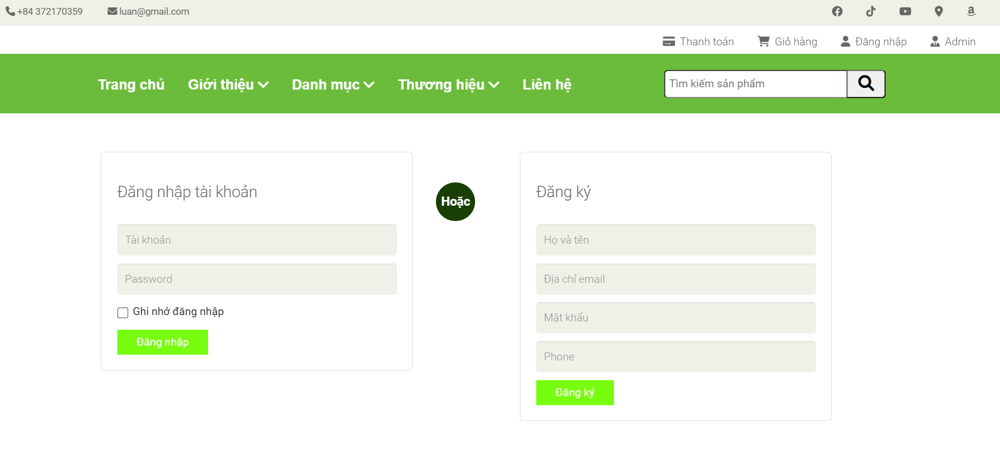 +84 372170359 luan@gmail.com
Thanh toán Giỏ hàng Đăng nhập Admin
Trang chủ Giới thiệu Danh mục Thương hiệu Liên hệ Tìm kiếm sản phẩm
Đăng nhập tài khoản
Tài khoản
Password
Ghi nhớ đăng nhập
Đăng nhập
Hoặc
Đăng ký
Họ và tên
Địa chỉ email
Mật khẩu
Phone
Đăng ký